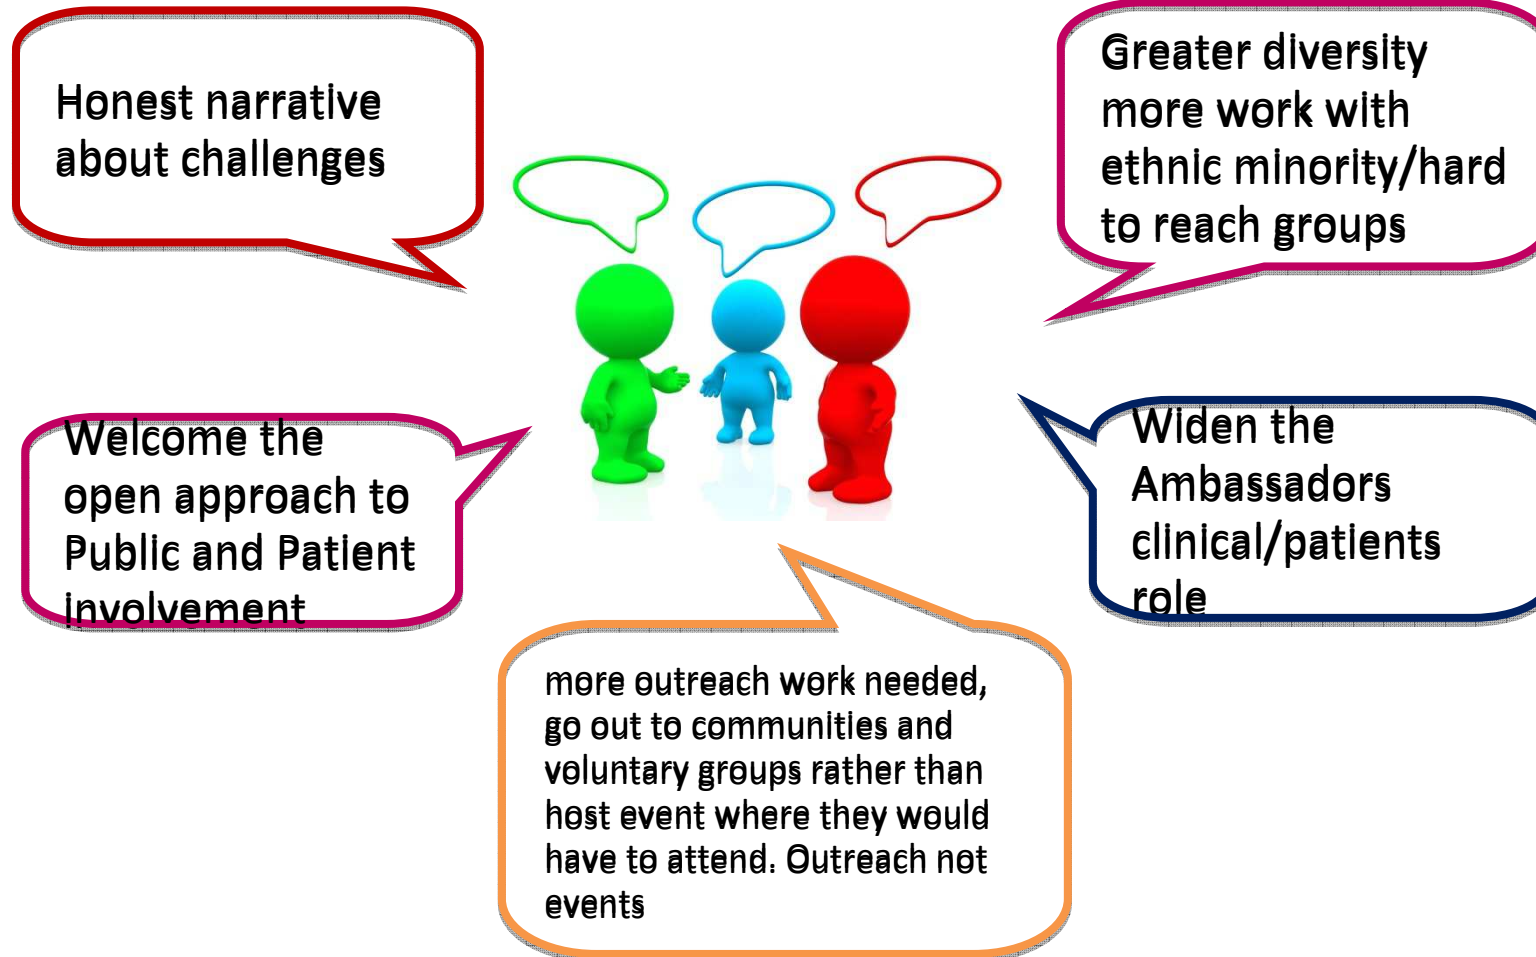 Honest narrative
about challenges
Greater diversity
more work with
ethnic minority/hard
to reach groups
Welcome the
open approach to
Public and Patient
involvement
Widen the
Ambassadors
clinical/patients
role
more outreach work needed,
go out to communities and
voluntary groups rather than
host event where they would
have to attend. Outreach not
events